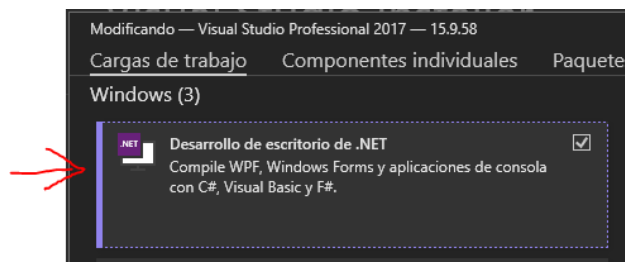 Modificando — Visual Studio Professional 2017 — 15.9.58
Cargas de trabajo Componentes individuales Paquete
Windows (3)
.NET
Desarrollo de escritorio de .NET
Compile WPF, Windows Forms y aplicaciones de consola
con C#, Visual Basic y F#.